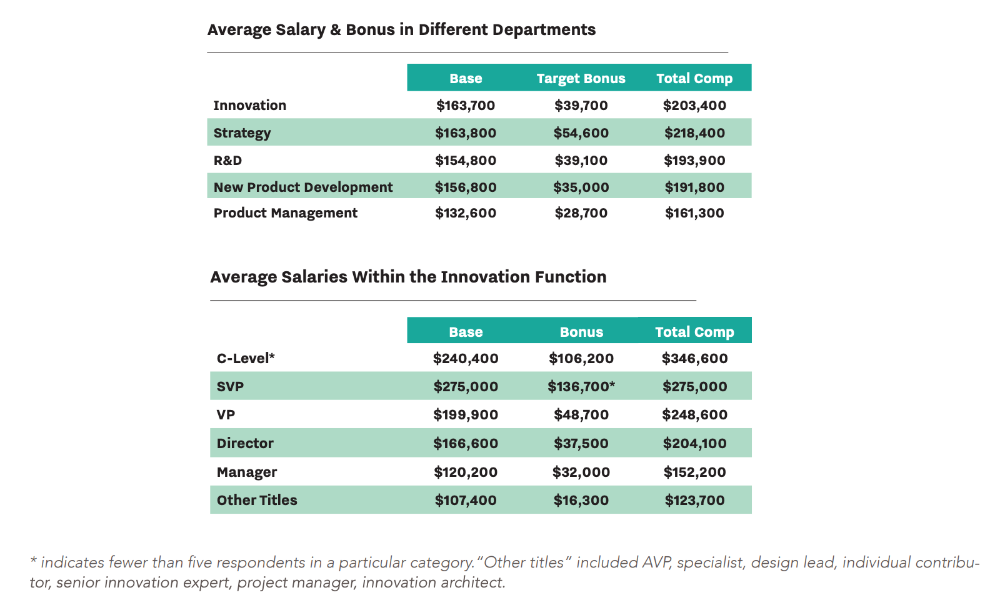 Average Salary & Bonus in Different Departments
Base Target Bonus Total Comp
Innovation $163,700 $39,700 $203,400
Strategy $163,800 $54,600 $218,400
R&D $154,800 $39,100 $193,900
New Product Development $156,800 $35,000 $191,800
Product Management $132,600 $28,700 $161,300
Average Salaries Within the Innovation Function
Base Bonus Total Comp
C-Level* $240,400 $106,200 $346,600
SVP $275,000 $136,700* $275,000
VP $199,900 $48,700 $248,600
Director $166,600 $37,500 $204,100
Manager $120,200 $32,000 $152,200
Other Titles $107,400 $16,300 $123,700
* indicates fewer than five respondents in a particular category. “Other titles” included AVP, specialist, design lead, individual contribu-
tor, senior innovation expert, project manager, innovation architect.